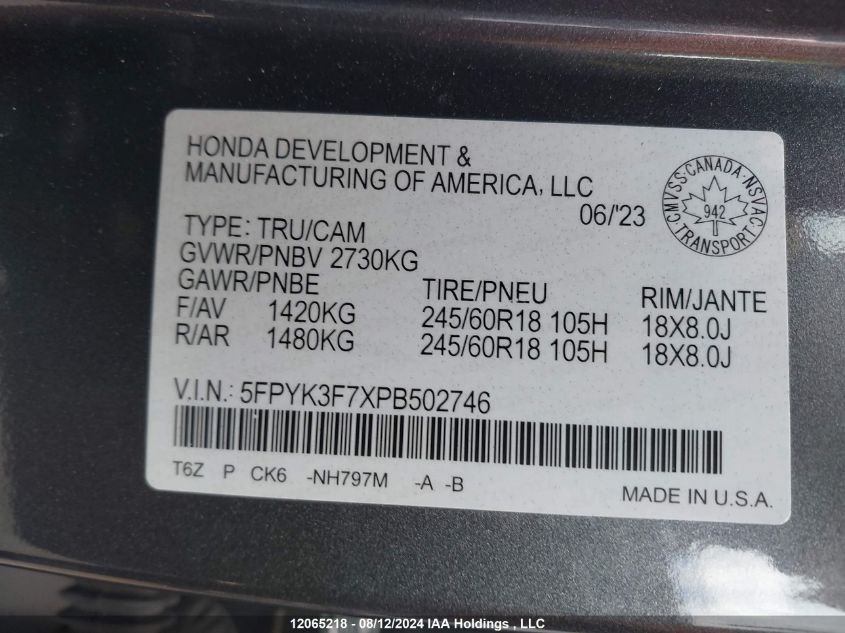 HONDA DEVELOPMENT &
MANUFACTURING OF AMERICA, LLC
06/'23
CMVSS·CANADA·NSVAC
942
TRANSPORT
TYPE: TRU/CAM
GVWR/PNBV 2730KG
GAWR/PNBE TIRE/PNEU RIM/JANTE
F/AV 1420KG 245/60R18 105H 18X8.0J
R/AR 1480KG 245/60R18 105H 18X8.0J
V.I.N.: 5FPYK3F7XPB502746
T6Z P CK6 -NH797M -A -B
MADE IN U.S.A.
12065218 - 08/12/2024 IAA Holdings , LLC